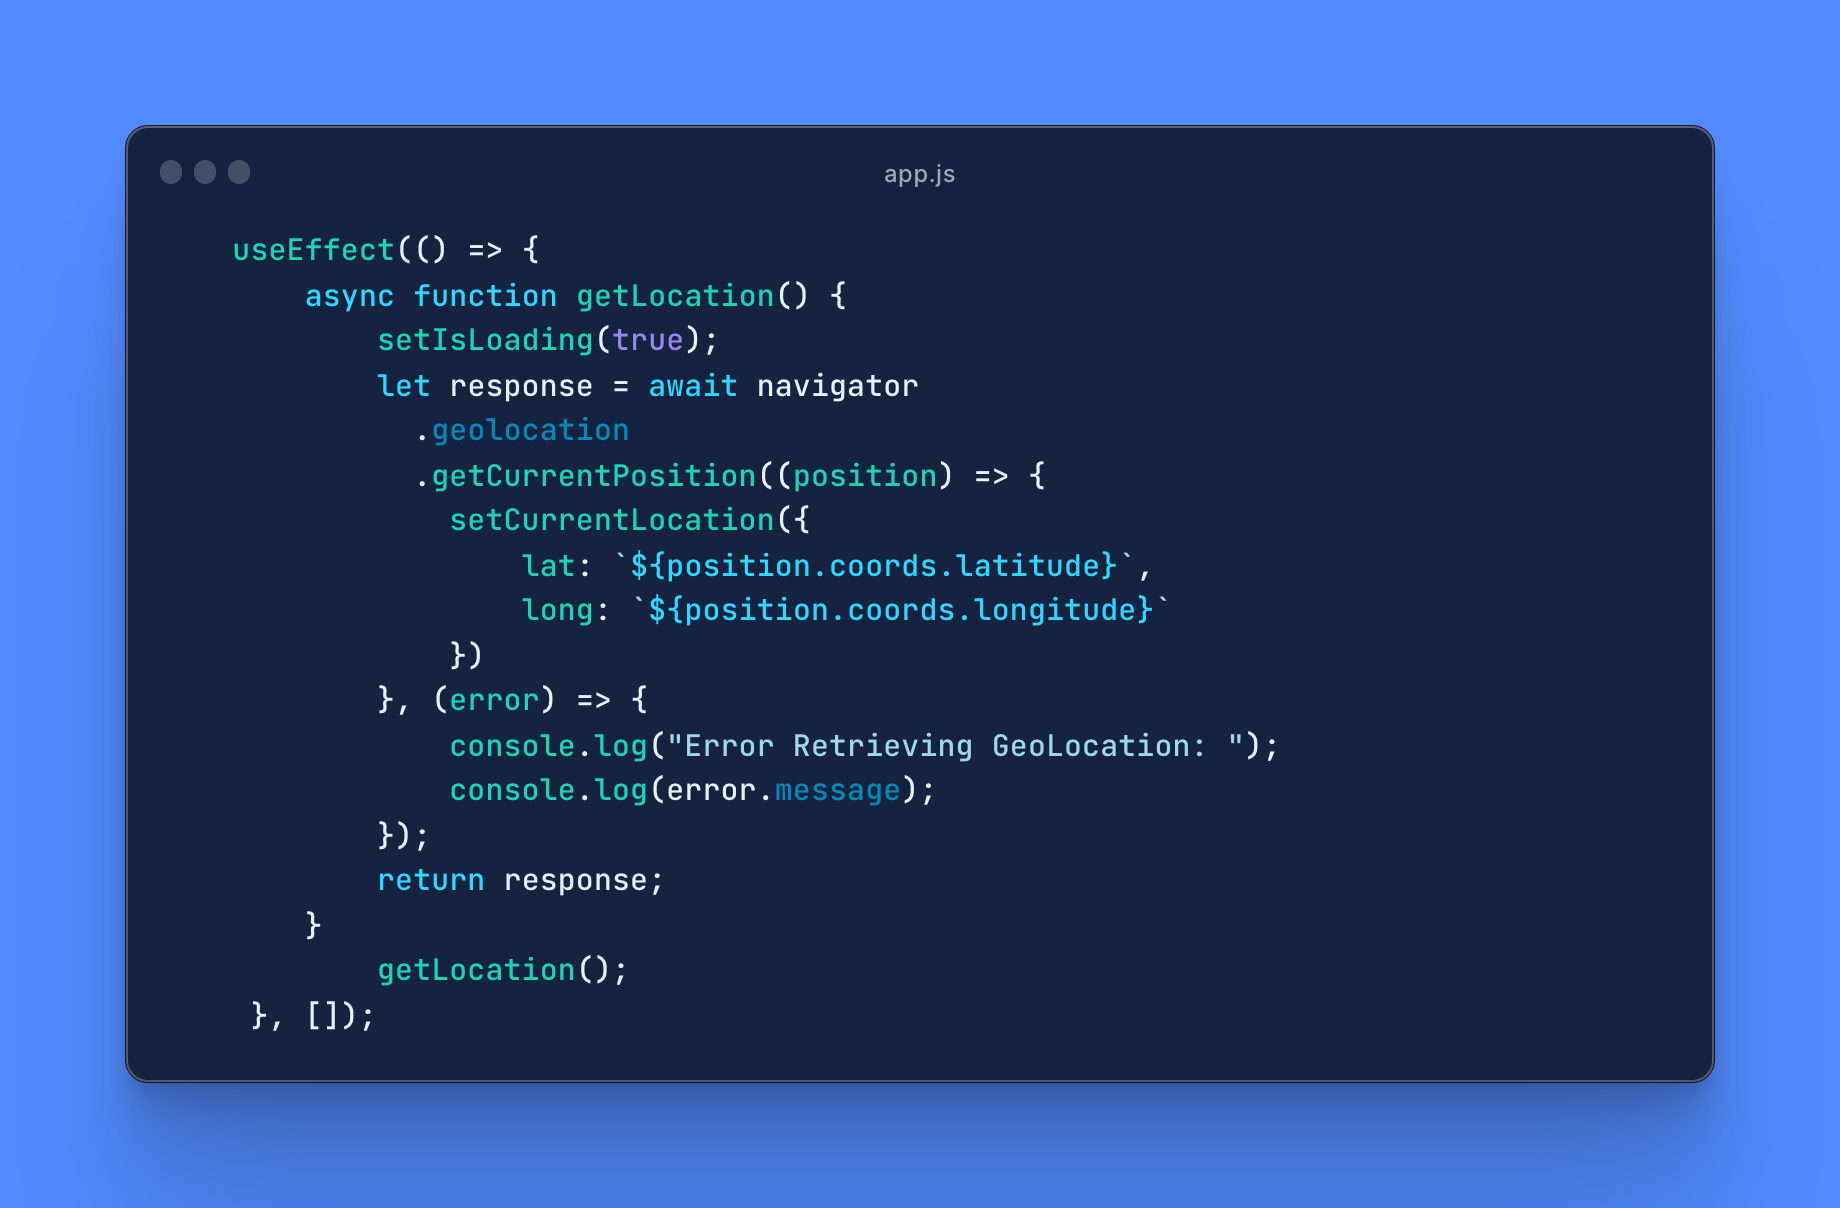 app.js
useEffect(() => {
    async function getLocation() {
        setIsLoading(true);
        let response = await navigator
          .geolocation
          .getCurrentPosition((position) => {
            setCurrentLocation({
                lat: `${position.coords.latitude}`,
                long: `${position.coords.longitude}`
            })
        }, (error) => {
            console.log("Error Retrieving GeoLocation: ");
            console.log(error.message);
        });
        return response;
    }
        getLocation();
 }, []);